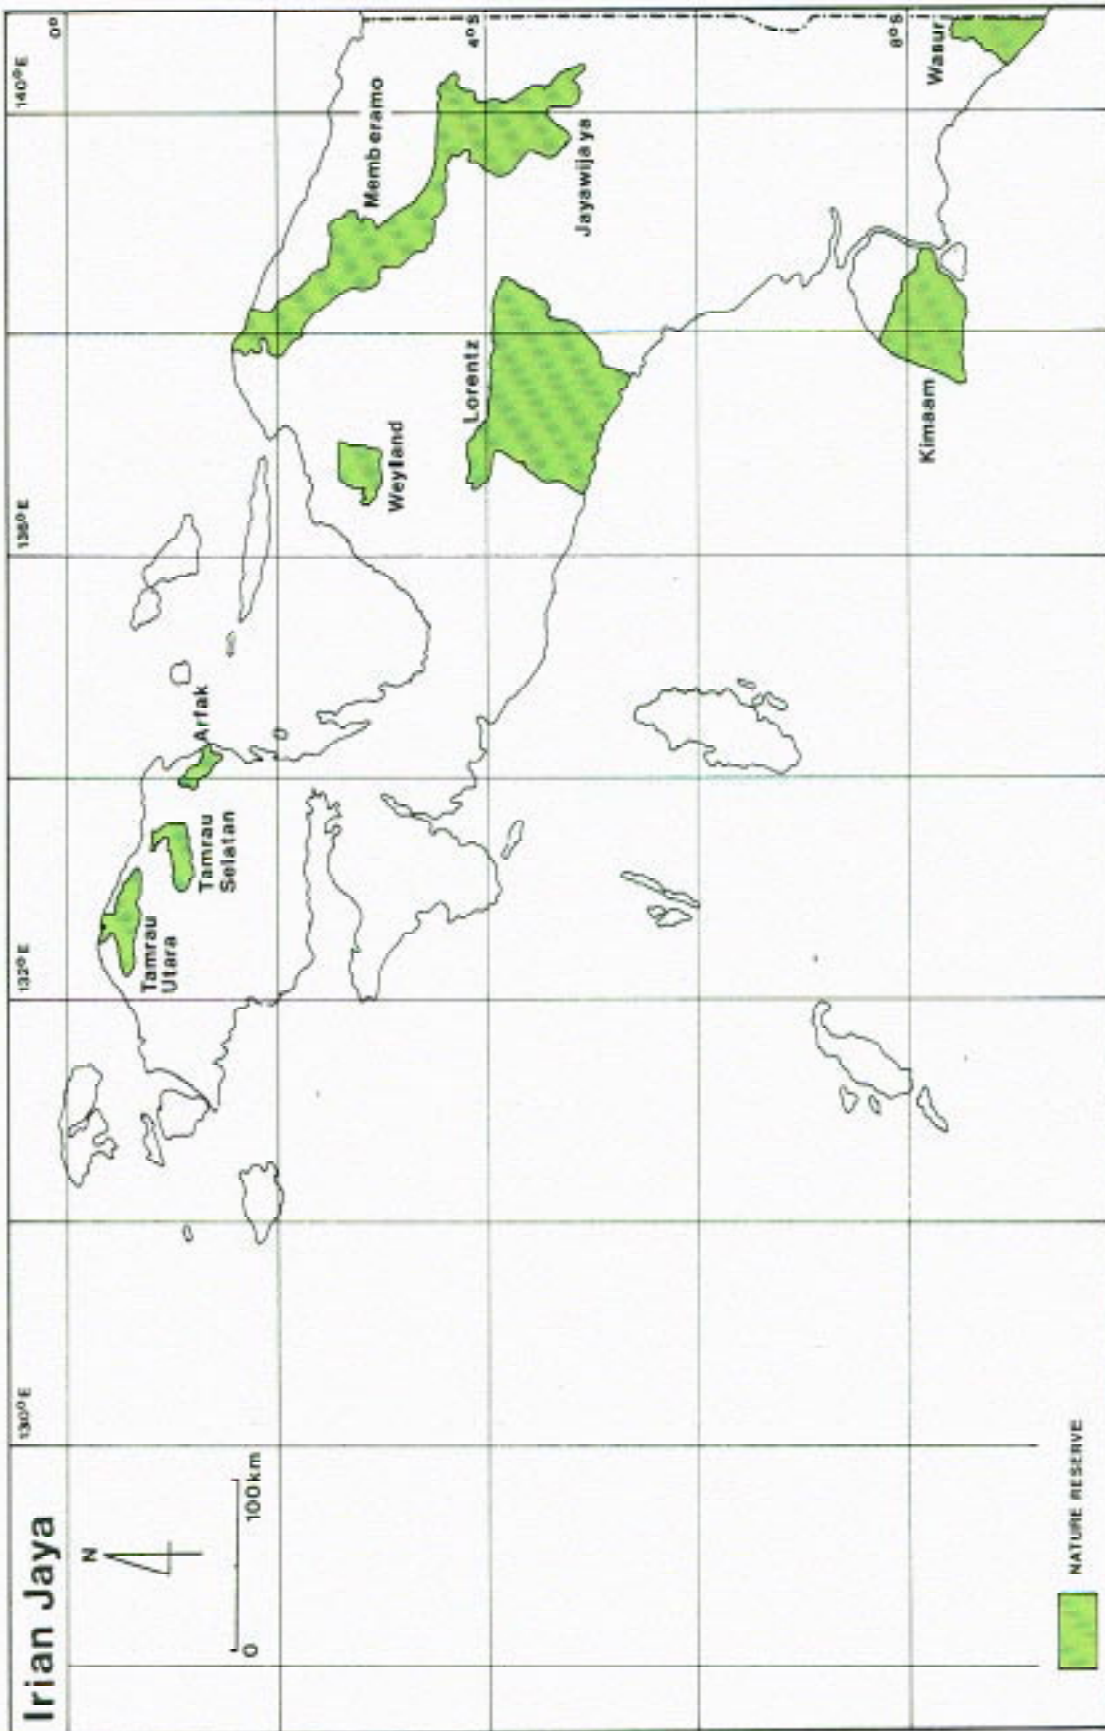 Irian Jaya
130°E
132°E
136°E
140°E
0°
4°S
8°S
N
0
100km
Tamrau
Utara
Tamrau
Selatan
Arfak
Weyland
Memberamo
Lorentz
Jayawijaya
Kimaam
Wasur
NATURE RESERVE